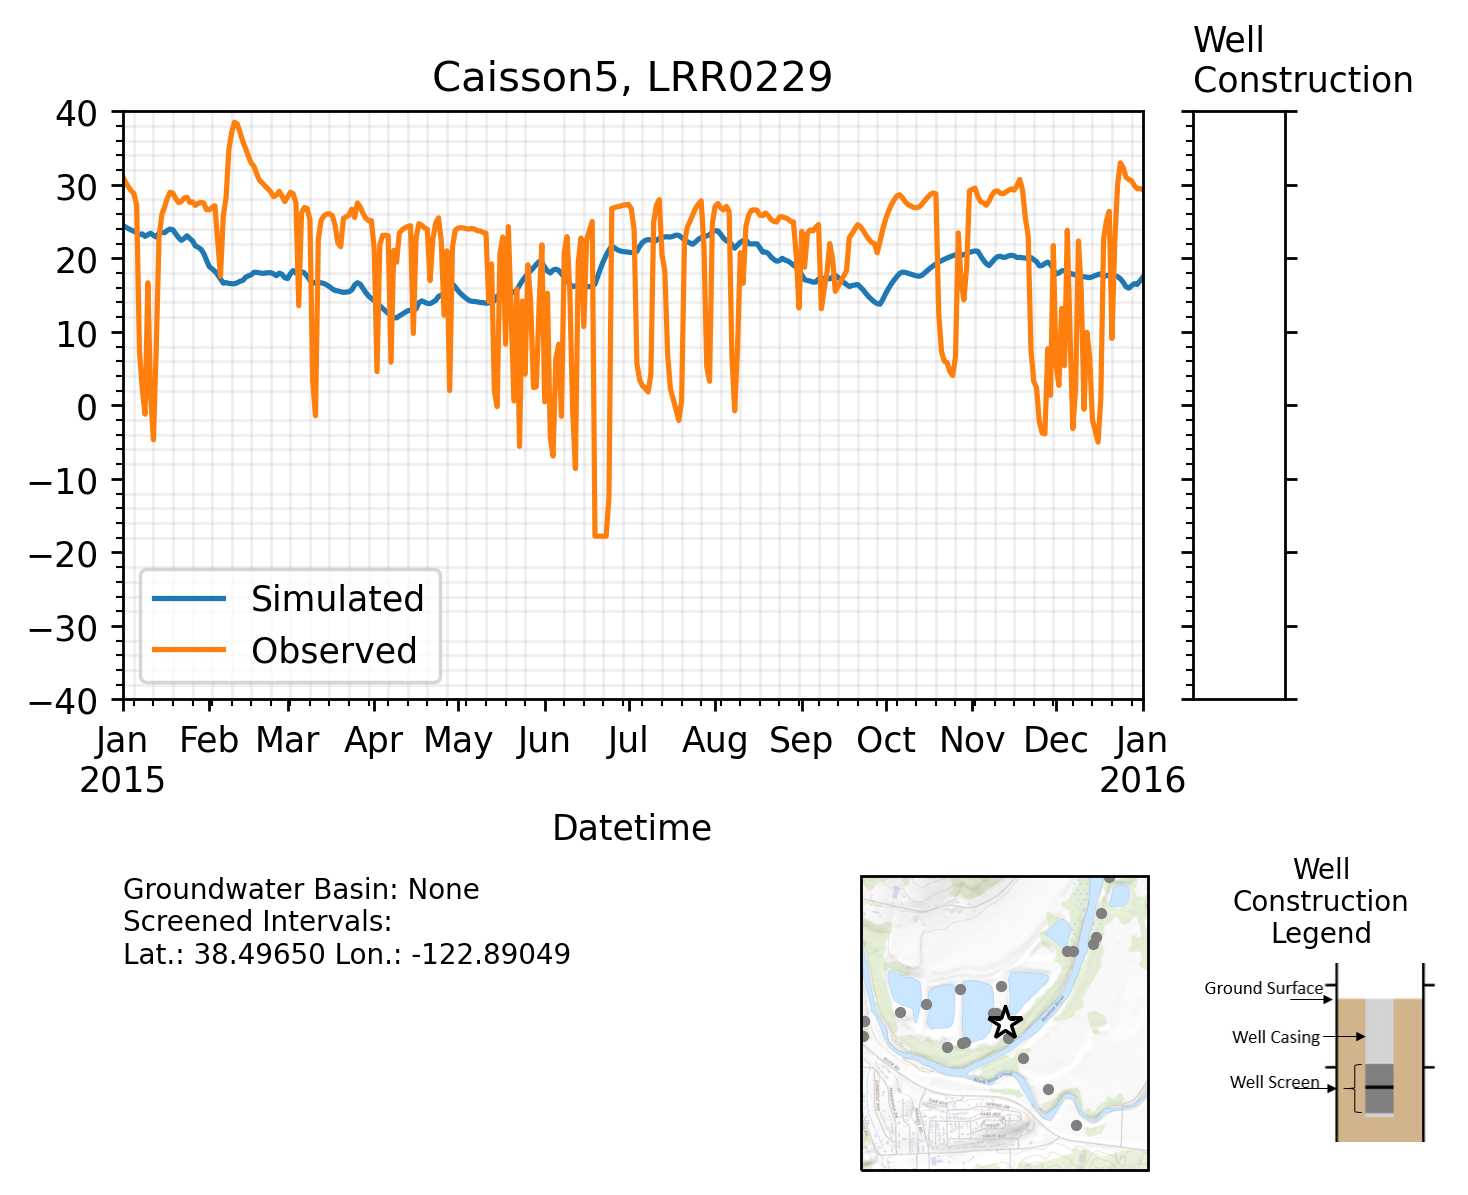 Well
Construction
Caisson5, LRR0229
40
30
20
10
0
−10
−20
−30
−40
Simulated
Observed
Jan Feb Mar Apr May Jun Jul Aug Sep Oct Nov Dec Jan
2015 2016
Datetime
Groundwater Basin: None
Screened Intervals:
Lat.: 38.49650 Lon.: -122.89049
Well
Construction
Legend
Ground Surface
Well Casing
Well Screen